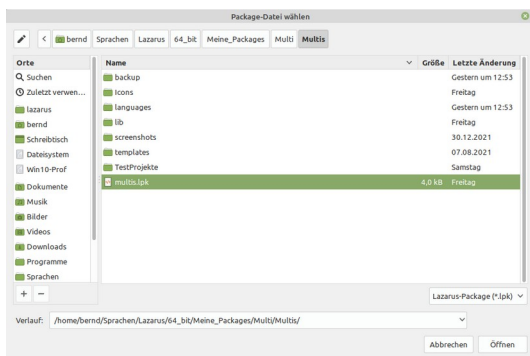 Package-Datei wählen
bernd Sprachen Lazarus 64_bit Meine_Packages Multi Multis
Orte
Suchen
Zuletzt verwen...
lazarus
bernd
Schreibtisch
Dateisystem
Win10-Prof
Dokumente
Musik
Bilder
Videos
Downloads
Programme
Sprachen
Name Größe Letzte Änderung
backup Gestern um 12:53
Icons Freitag
languages Gestern um 12:53
lib Freitag
screenshots 30.12.2021
templates 07.08.2021
TestProjekte Samstag
multis.lpk 4,0 kB Freitag
Lazarus-Package (*.lpk)
Verlauf: /home/bernd/Sprachen/Lazarus/64_bit/Meine_Packages/Multi/Multis/
Abbrechen Öffnen